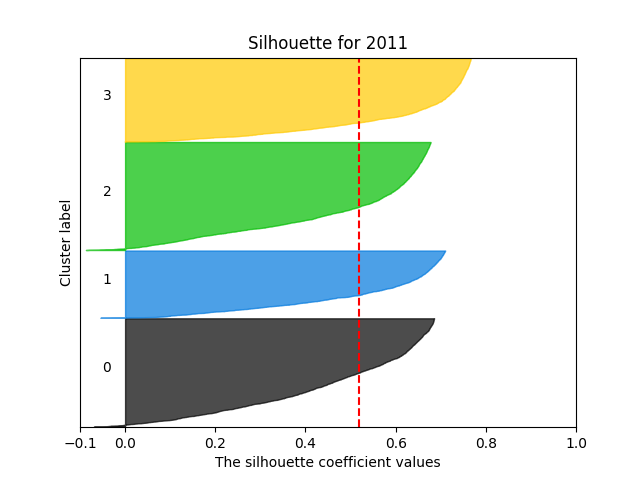 Silhouette for 2011
3
2
1
0
Cluster label
−0.1 0.0 0.2 0.4 0.6 0.8 1.0
The silhouette coefficient values